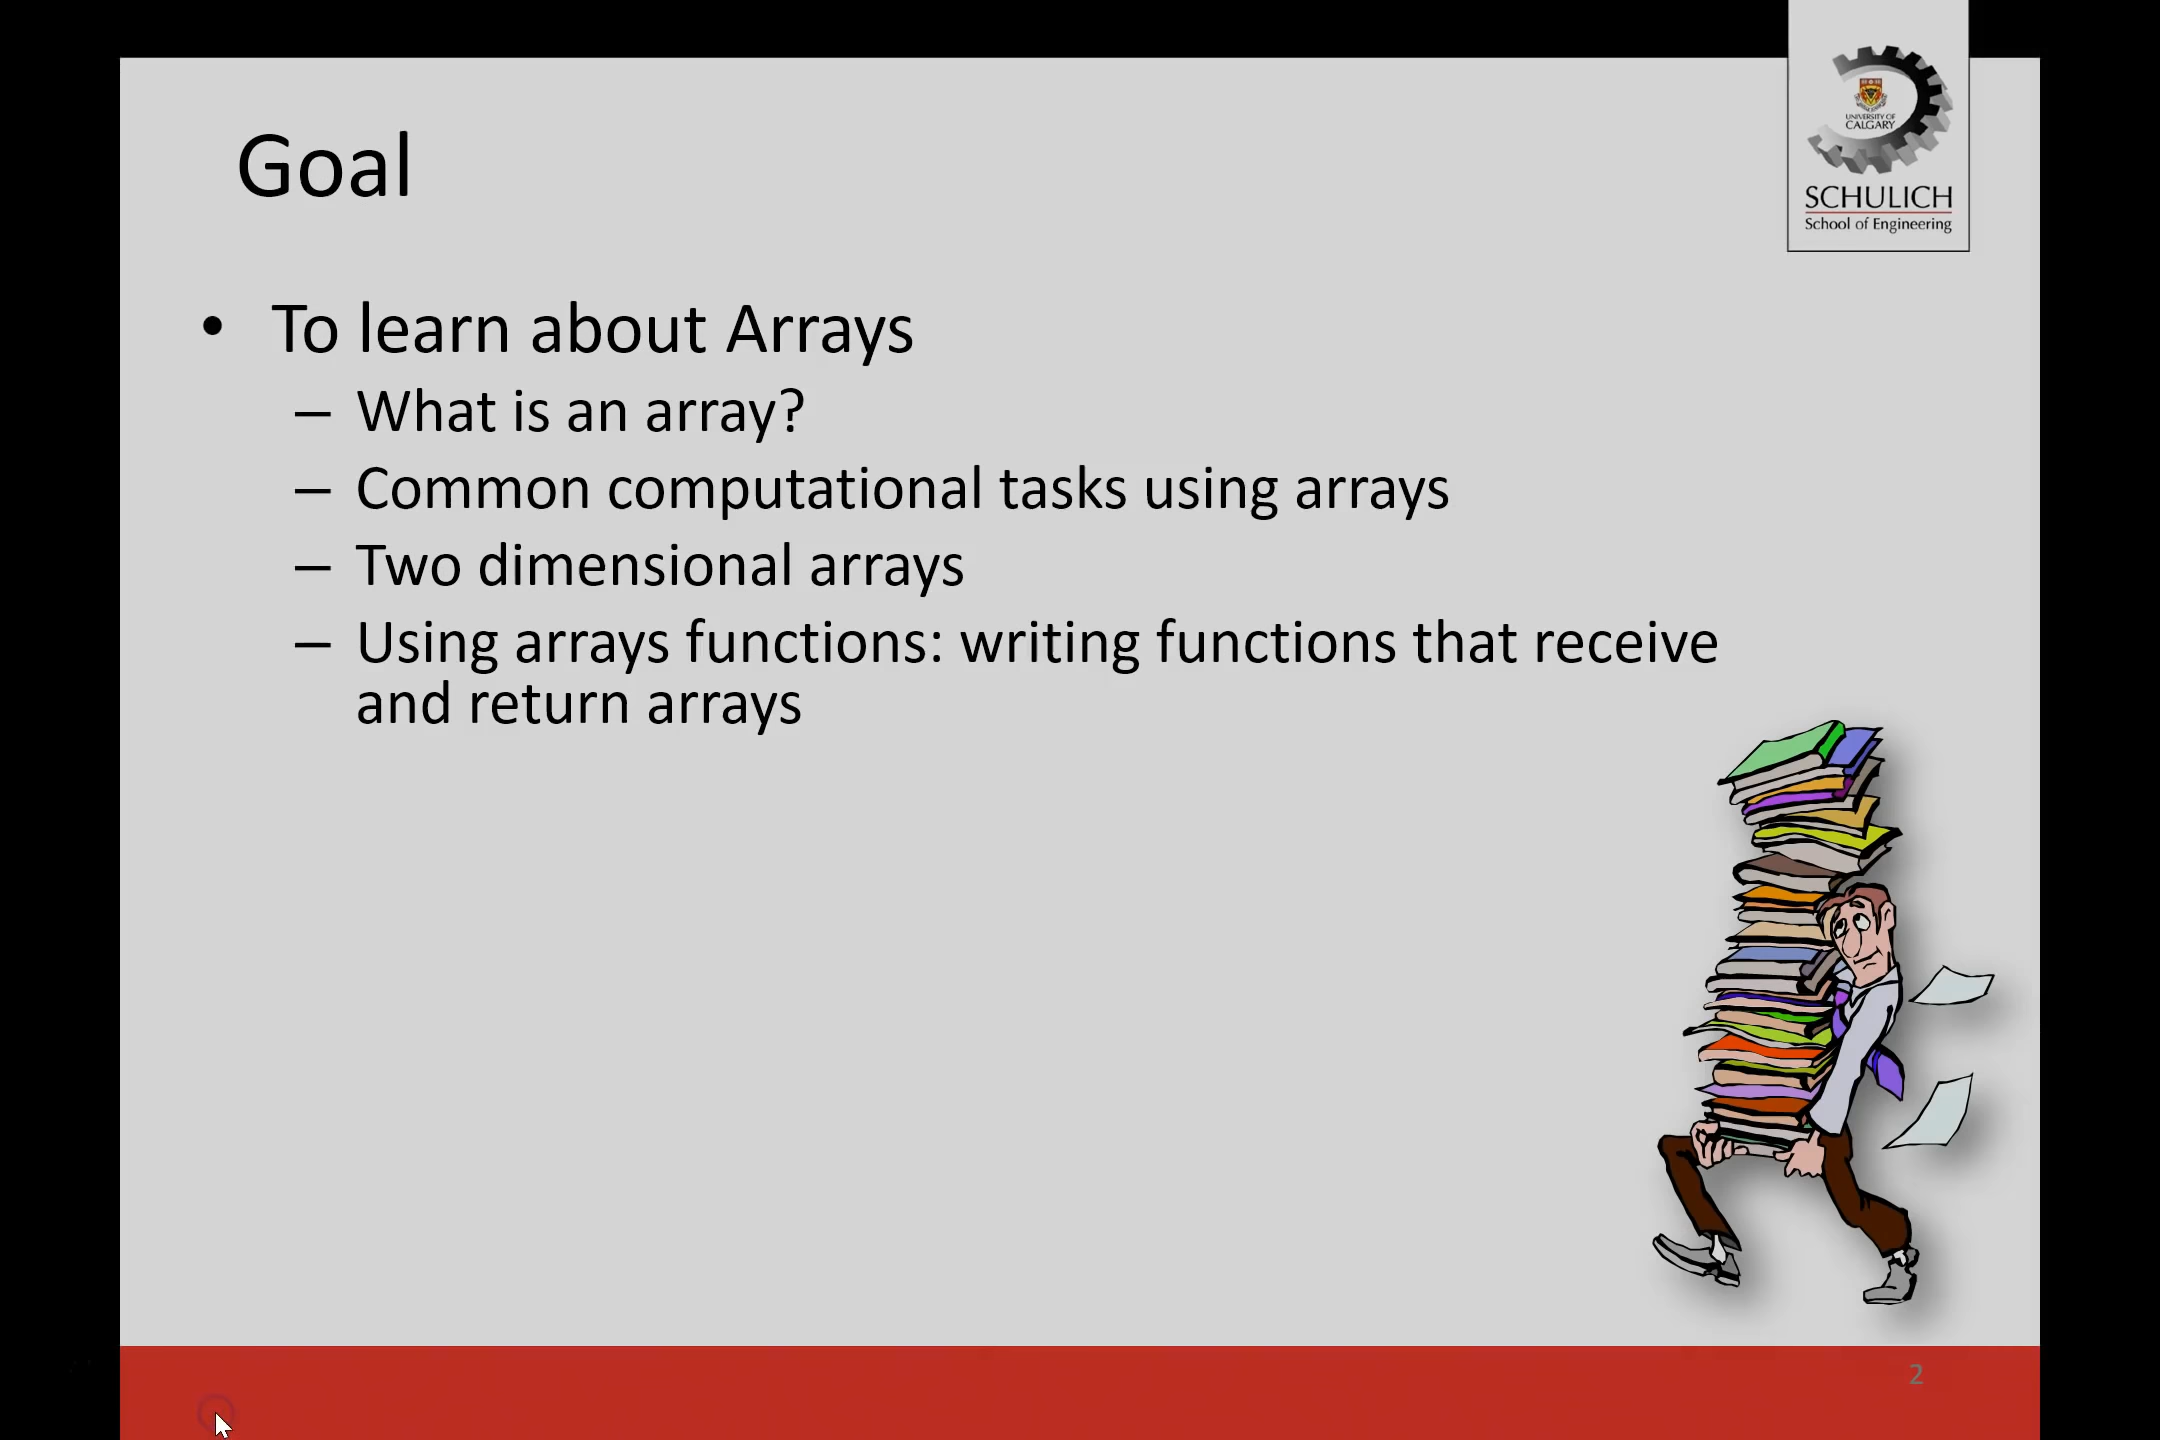 UNIVERSITY OF
CALGARY
SCHULICH
School of Engineering
Goal
• To learn about Arrays
– What is an array?
– Common computational tasks using arrays
– Two dimensional arrays
– Using arrays functions: writing functions that receive
and return arrays
2